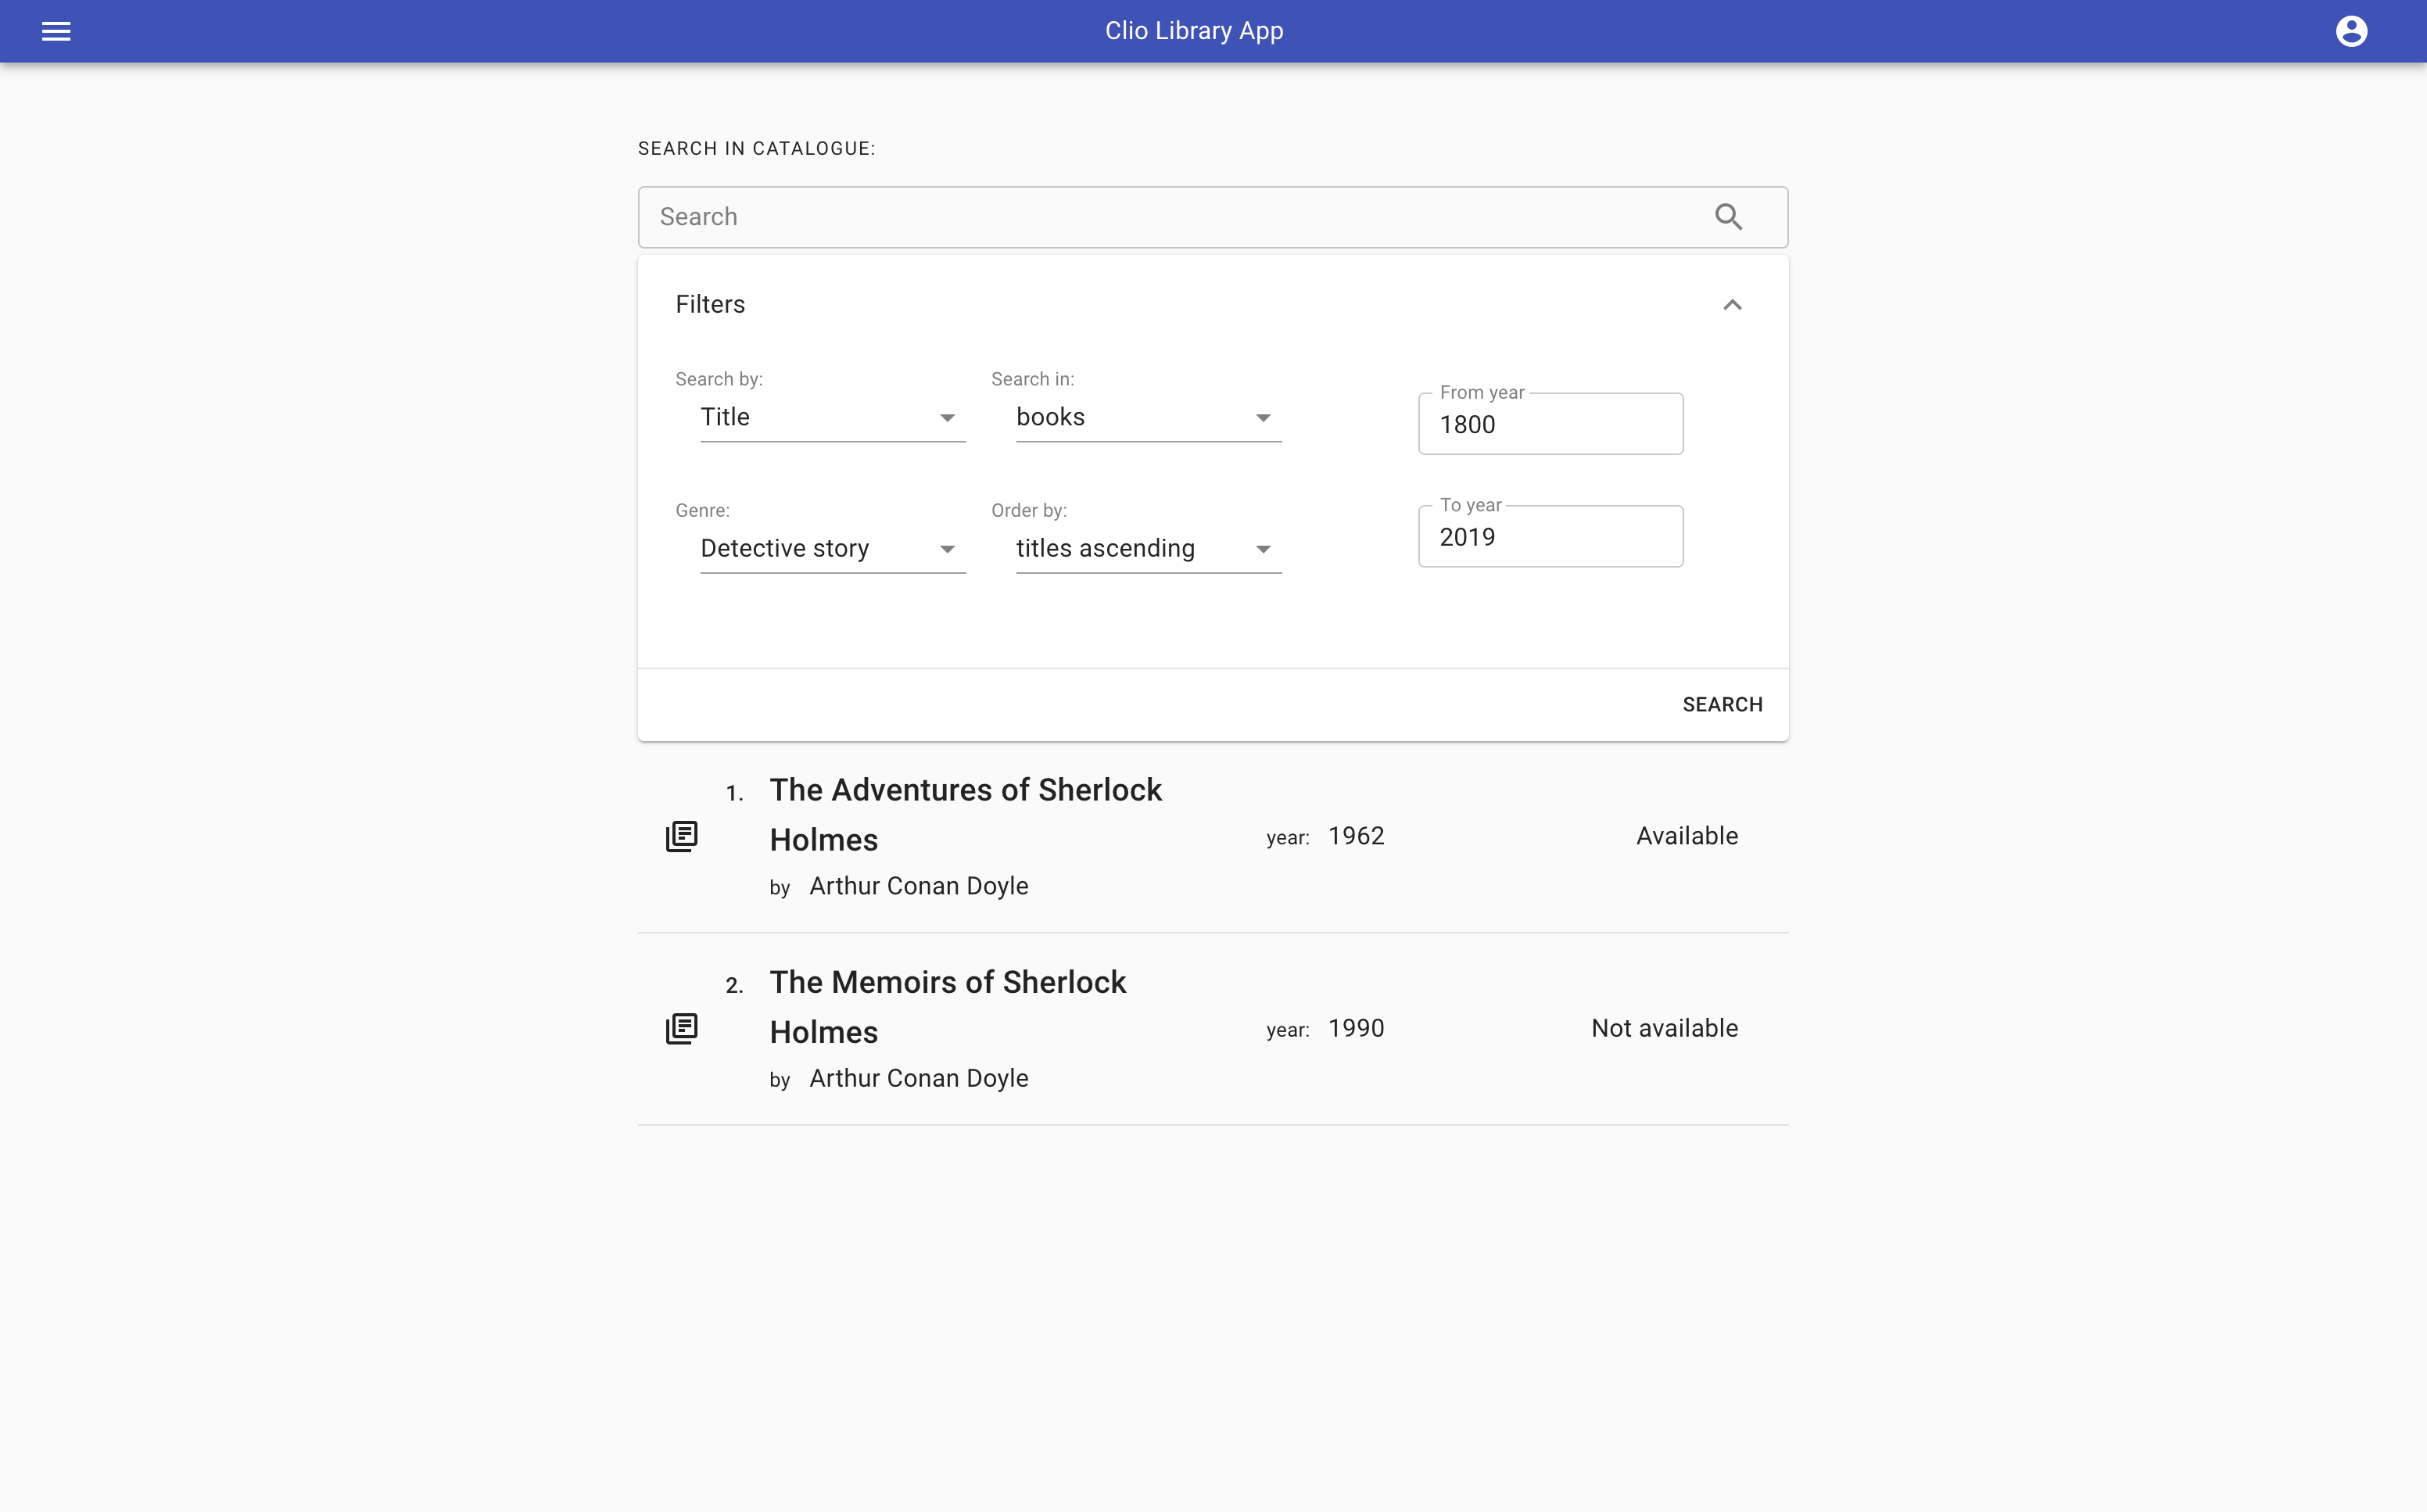 Clio Library App
SEARCH IN CATALOGUE:
Search
Filters
Search by:
Title
Search in:
books
From year
1800
Genre:
Detective story
Order by:
titles ascending
To year
2019
SEARCH
1. The Adventures of Sherlock
Holmes
by Arthur Conan Doyle
year: 1962
Available
2. The Memoirs of Sherlock
Holmes
by Arthur Conan Doyle
year: 1990
Not available